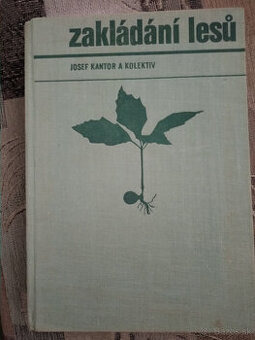 zakládání lesů
JOSEF KANTOR A KOLEKTIV